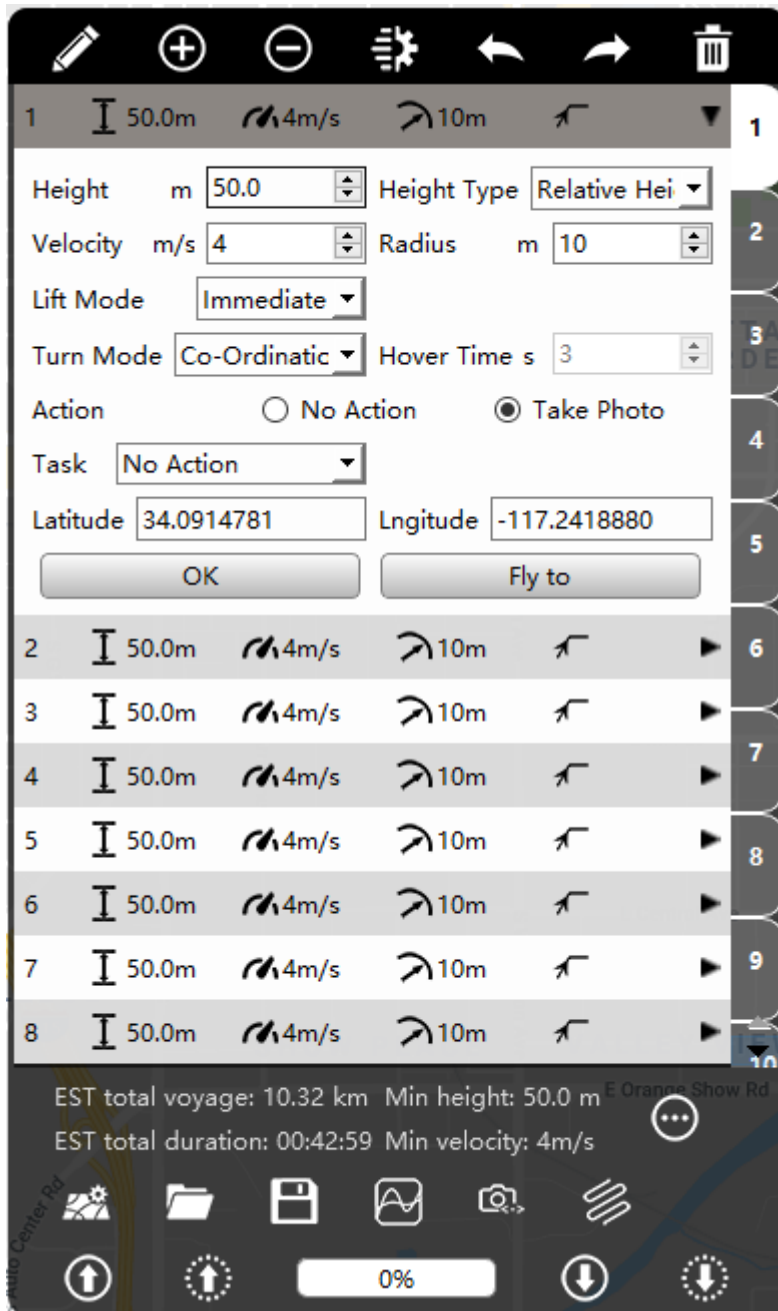 1 50.0m 4m/s 10m
1
Height m 50.0 Height Type Relative Hei
Velocity m/s 4 Radius m 10
2
Lift Mode Immediate
3
Turn Mode Co-Ordinatic Hover Time s 3
Action No Action Take Photo
4
Task No Action
Latitude 34.0914781 Lngitude -117.2418880
5
OK Fly to
2 50.0m 4m/s 10m
6
3 50.0m 4m/s 10m
4 50.0m 4m/s 10m
7
5 50.0m 4m/s 10m
8
6 50.0m 4m/s 10m
7 50.0m 4m/s 10m
9
8 50.0m 4m/s 10m
10
EST total voyage: 10.32 km Min height: 50.0 m
E Orange Show Rd
EST total duration: 00:42:59 Min velocity: 4m/s
Auto Center Rd
0%